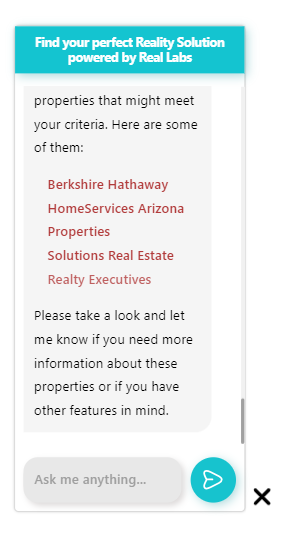 Find your perfect Reality Solution
powered by Real Labs
properties that might meet
your criteria. Here are some
of them:
Berkshire Hathaway
HomeServices Arizona
Properties
Solutions Real Estate
Realty Executives
Please take a look and let
me know if you need more
information about these
properties or if you have
other features in mind.
Ask me anything...